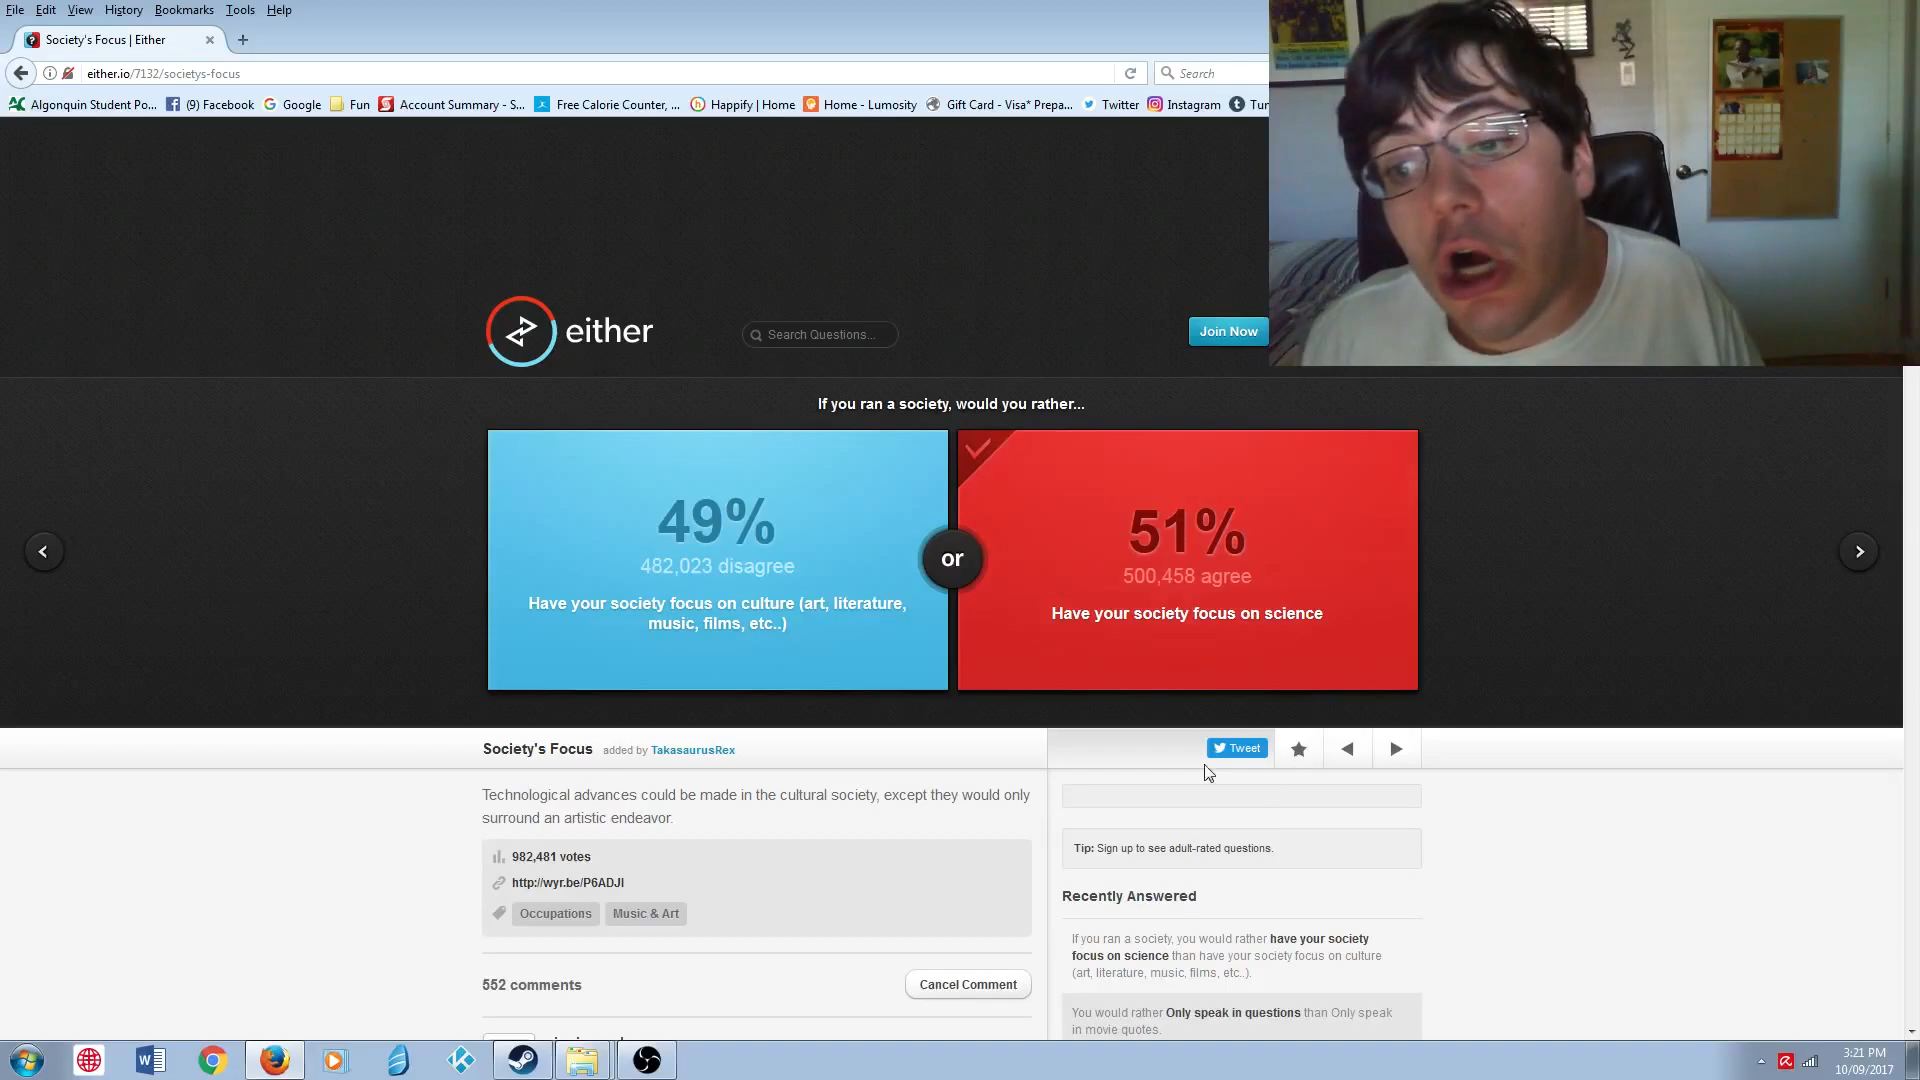 File Edit View History Bookmarks Tools Help
Society's Focus | Either
either.io/7132/societys-focus
Search
Algonquin Student Po...
(9) Facebook
Google
Fun
Account Summary - S...
Free Calorie Counter, ...
Happify | Home
Home - Lumosity
Gift Card - Visa* Prepa...
Twitter
Instagram
either
Search Questions...
Join Now
If you ran a society, would you rather...
49%
482,023 disagree
Have your society focus on culture (art, literature,
music, films, etc..)
or
51%
500,458 agree
Have your society focus on science
Society's Focus added by TakasaurusRex
Tweet
Technological advances could be made in the cultural society, except they would only
surround an artistic endeavor.
982,481 votes
http://wyr.be/P6ADJI
Occupations Music & Art
552 comments
Cancel Comment
Tip: Sign up to see adult-rated questions.
Recently Answered
If you ran a society, you would rather have your society
focus on science than have your society focus on culture
(art, literature, music, films, etc..).
You would rather Only speak in questions than Only speak
in movie quotes.
3:21 PM
10/09/2017